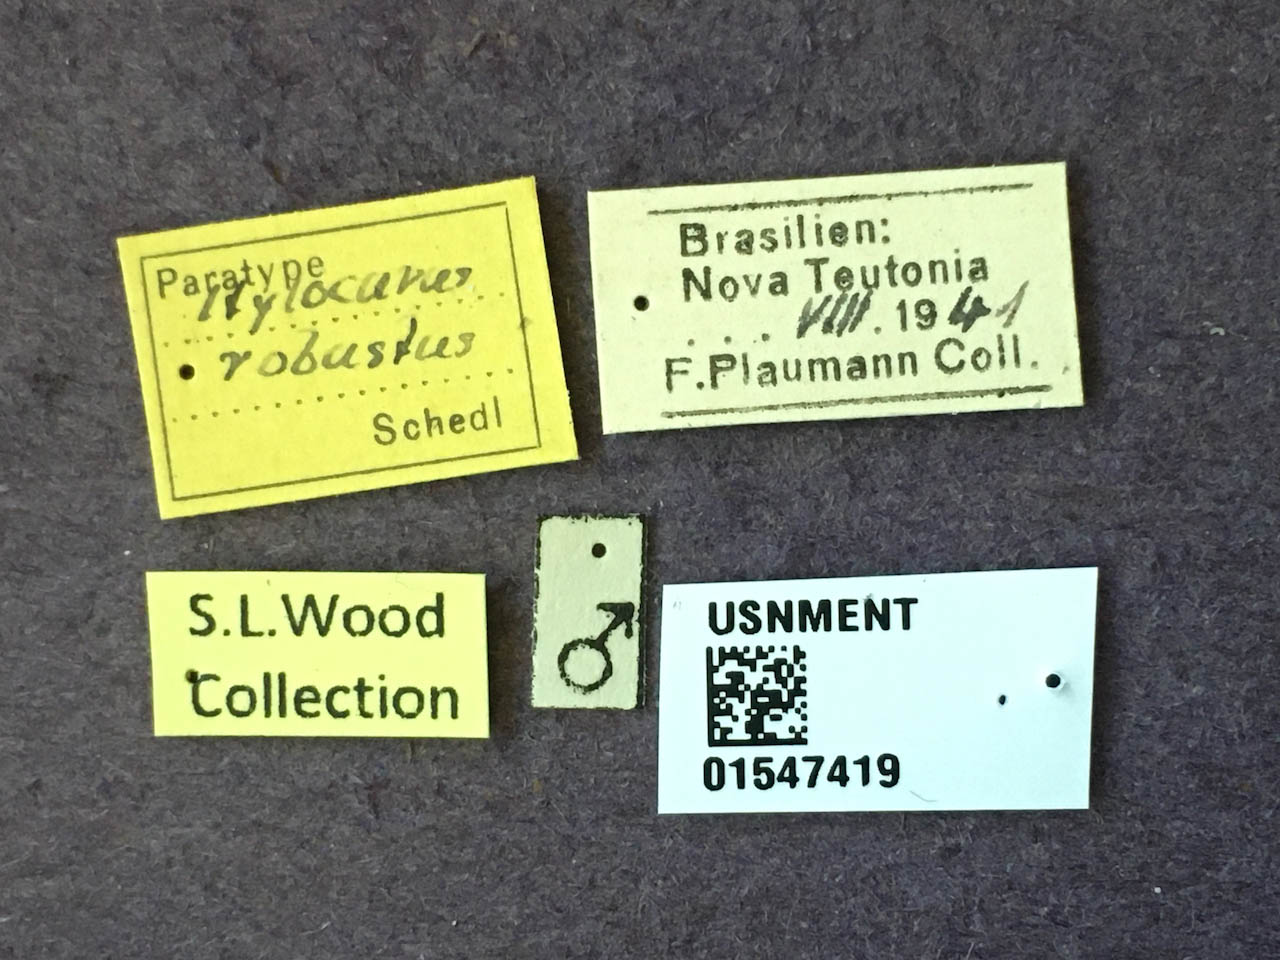 Paratype
Hylocurus
robustus
Schedl
Brasilien:
Nova Teutonia
. . . VIII. 1941
F.Plaumann Coll.
S.L.Wood
Collection
♂
USNMENT
01547419